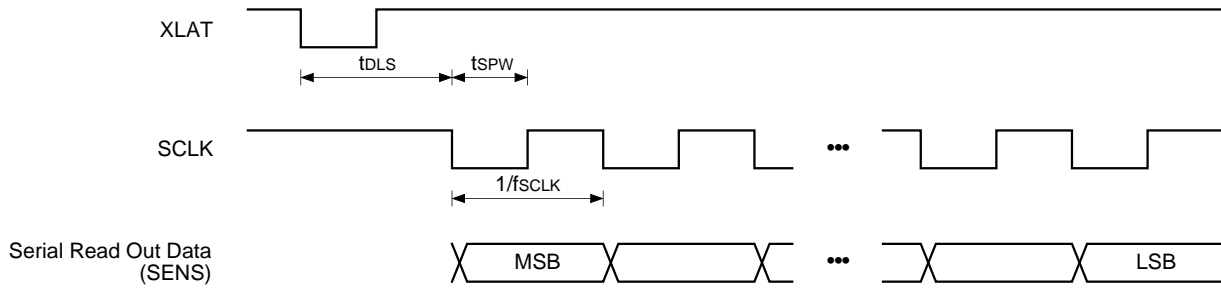 XLAT
tDLS
tSPW
SCLK
•••
1/fSCLK
Serial Read Out Data
(SENS)
MSB
•••
LSB